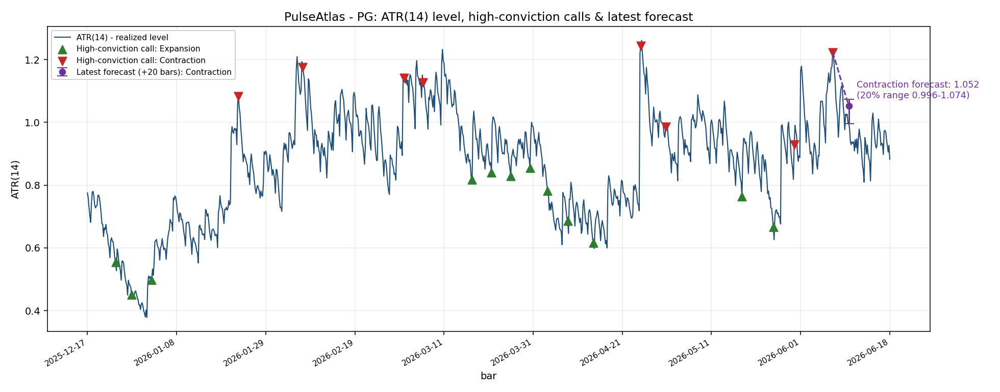 PulseAtlas - PG: ATR(14) level, high-conviction calls & latest forecast
ATR(14) - realized level
High-conviction call: Expansion
High-conviction call: Contraction
Latest forecast (+20 bars): Contraction
Contraction forecast: 1.052
(20% range 0.996-1.074)
ATR(14)
1.2
1.0
0.8
0.6
0.4
2025-12-17
2026-01-08
2026-01-29
2026-02-19
2026-03-11
2026-03-31
2026-04-21
2026-05-11
2026-06-01
2026-06-18
bar